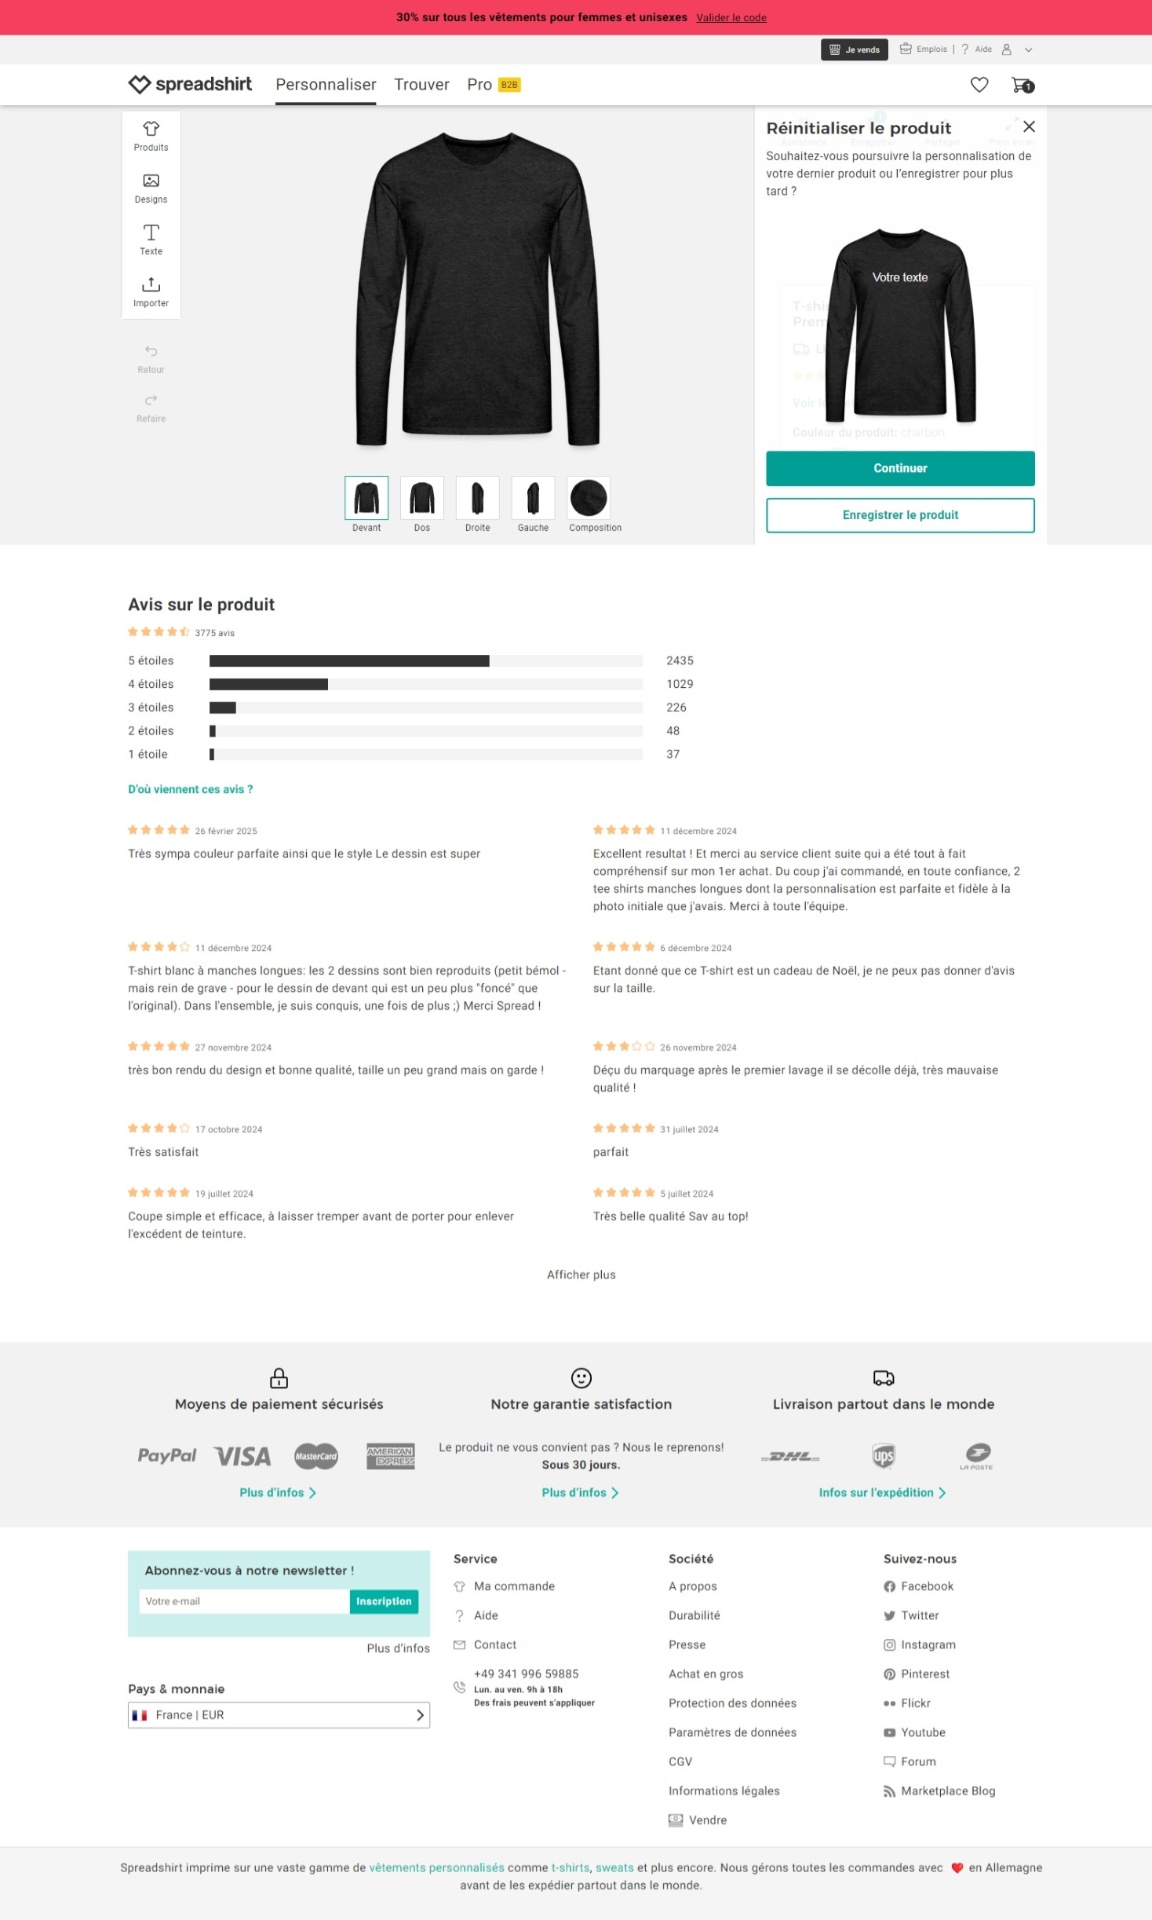 30% sur tous les vêtements pour femmes et unisexes Valider le code
Je vends Emplois | Aide
spreadshirt Personnaliser Trouver Pro B2B
1
Produits
Designs
Texte
Importer
Retour
Refaire
Devant Dos Droite Gauche Composition
Réinitialiser le produit
Souhaitez-vous poursuivre la personnalisation de
votre dernier produit ou l'enregistrer pour plus
tard ?
Votre texte
T-shi
Prem
Voir le
Couleur du produit: charbon
Continuer
Enregistrer le produit
Avis sur le produit
3775 avis
5 étoiles 2435
4 étoiles 1029
3 étoiles 226
2 étoiles 48
1 étoile 37
D'où viennent ces avis ?
26 février 2025
Très sympa couleur parfaite ainsi que le style Le dessin est super
11 décembre 2024
Excellent resultat ! Et merci au service client suite qui a été tout à fait
compréhensif sur mon 1er achat. Du coup j'ai commandé, en toute confiance, 2
tee shirts manches longues dont la personnalisation est parfaite et fidèle à la
photo initiale que j'avais. Merci à toute l'équipe.
11 décembre 2024
T-shirt blanc à manches longues: les 2 dessins sont bien reproduits (petit bémol -
mais rein de grave - pour le dessin de devant qui est un peu plus "foncé" que
l'original). Dans l'ensemble, je suis conquis, une fois de plus ;) Merci Spread !
6 décembre 2024
Etant donné que ce T-shirt est un cadeau de Noël, je ne peux pas donner d'avis
sur la taille.
27 novembre 2024
très bon rendu du design et bonne qualité, taille un peu grand mais on garde !
26 novembre 2024
Déçu du marquage après le premier lavage il se décolle déjà, très mauvaise
qualité !
17 octobre 2024
Très satisfait
31 juillet 2024
parfait
19 juillet 2024
Coupe simple et efficace, à laisser tremper avant de porter pour enlever
l'excédent de teinture.
5 juillet 2024
Très belle qualité Sav au top!
Afficher plus
Moyens de paiement sécurisés
PayPal VISA MasterCard AMERICAN EXPRESS
Plus d'infos
Notre garantie satisfaction
Le produit ne vous convient pas ? Nous le reprenons!
Sous 30 jours.
Plus d'infos
Livraison partout dans le monde
DHL ups LA POSTE
Infos sur l'expédition
Abonnez-vous à notre newsletter !
Votre e-mail Inscription
Plus d'infos
Pays & monnaie
France | EUR
Service
Ma commande
Aide
Contact
+49 341 996 59885
Lun. au ven. 9h à 18h
Des frais peuvent s'appliquer
Société
A propos
Durabilité
Presse
Achat en gros
Protection des données
Paramètres de données
CGV
Informations légales
Vendre
Suivez-nous
Facebook
Twitter
Instagram
Pinterest
Flickr
Youtube
Forum
Marketplace Blog
Spreadshirt imprime sur une vaste gamme de vêtements personnalisés comme t-shirts, sweats et plus encore. Nous gérons toutes les commandes avec ❤ en Allemagne
avant de les expédier partout dans le monde.